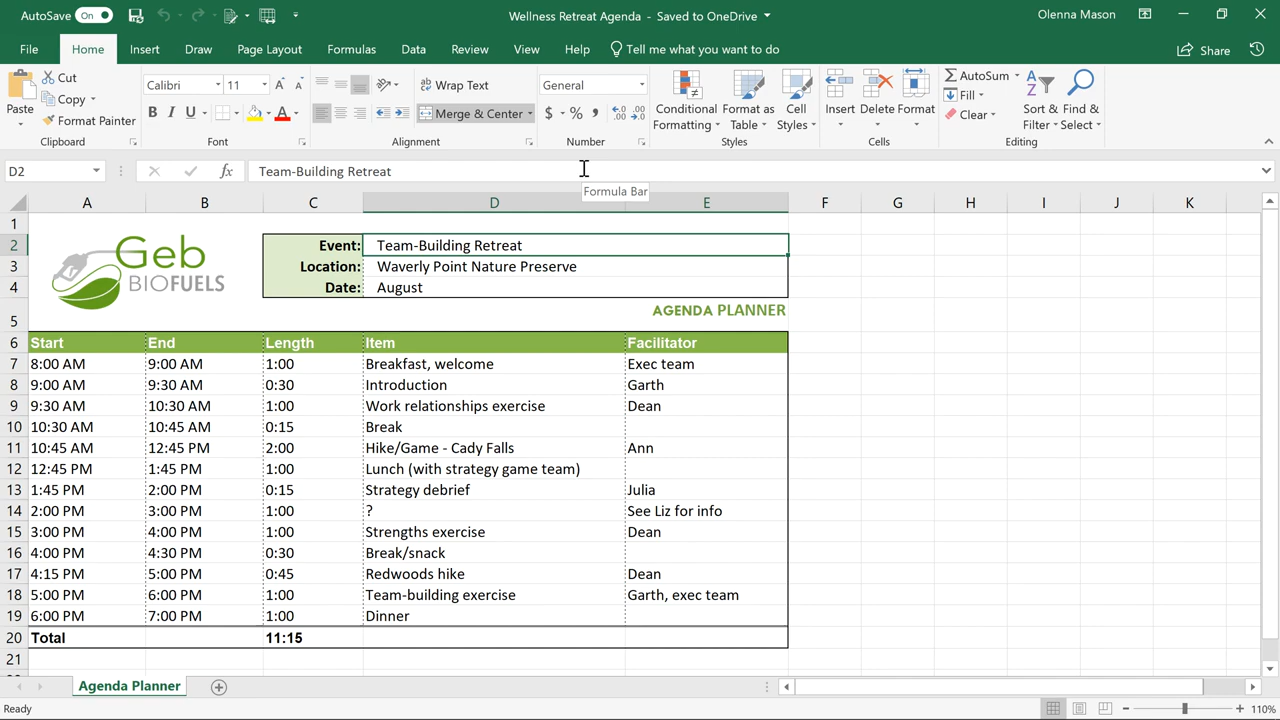 AutoSave On Wellness Retreat Agenda - Saved to OneDrive Olenna Mason
File Home Insert Draw Page Layout Formulas Data Review View Help Tell me what you want to do Share
Paste Cut Copy Format Painter
Calibri 11
B I U A
Wrap Text
Merge & Center
General
$ % ,
Conditional Formatting Format as Table Cell Styles
Insert Delete Format
AutoSum
Fill
Clear
Sort & Filter Find & Select
Clipboard Font Alignment Number Styles Cells Editing
D2 fx Team-Building Retreat
Formula Bar
A B C D E F G H I J K
1
Geb BIOFUELS
2 Event: Team-Building Retreat
3 Location: Waverly Point Nature Preserve
4 Date: August
5 AGENDA PLANNER
6 Start End Length Item Facilitator
7 8:00 AM 9:00 AM 1:00 Breakfast, welcome Exec team
8 9:00 AM 9:30 AM 0:30 Introduction Garth
9 9:30 AM 10:30 AM 1:00 Work relationships exercise Dean
10 10:30 AM 10:45 AM 0:15 Break
11 10:45 AM 12:45 PM 2:00 Hike/Game - Cady Falls Ann
12 12:45 PM 1:45 PM 1:00 Lunch (with strategy game team)
13 1:45 PM 2:00 PM 0:15 Strategy debrief Julia
14 2:00 PM 3:00 PM 1:00 ? See Liz for info
15 3:00 PM 4:00 PM 1:00 Strengths exercise Dean
16 4:00 PM 4:30 PM 0:30 Break/snack
17 4:15 PM 5:00 PM 0:45 Redwoods hike Dean
18 5:00 PM 6:00 PM 1:00 Team-building exercise Garth, exec team
19 6:00 PM 7:00 PM 1:00 Dinner
20 Total 11:15
21
Agenda Planner
Ready 110%